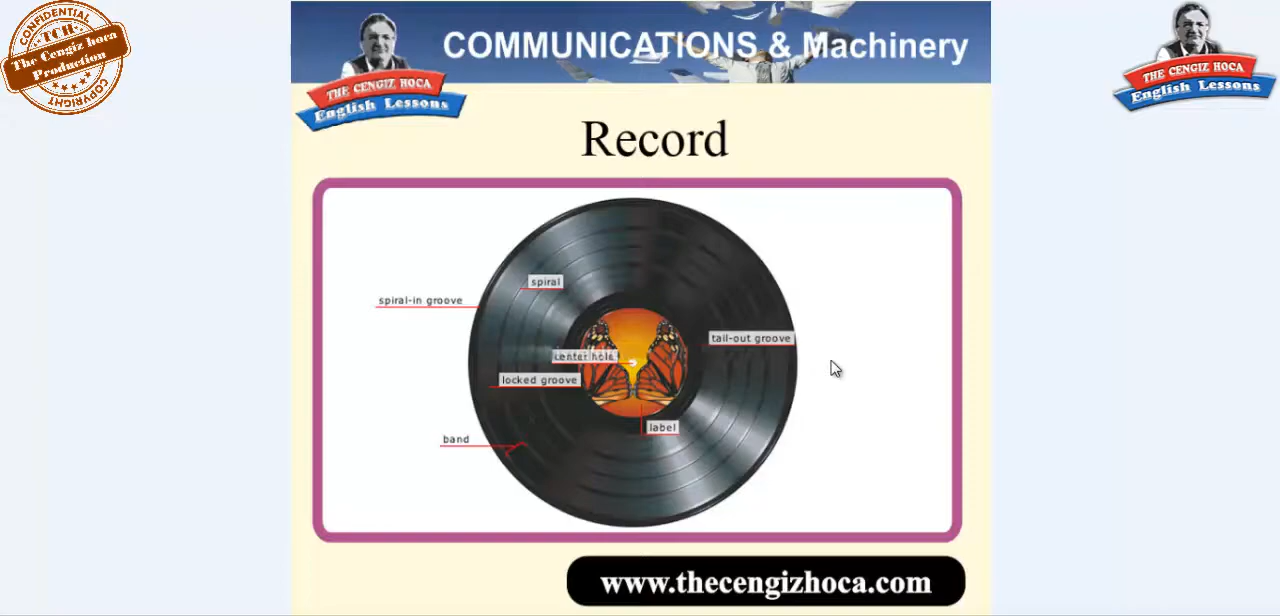 CONFIDENTIAL
TCH
The Cengiz hoca
Production
COPYRIGHT
COMMUNICATIONS & Machinery
THE CENGIZ HOCA
English Lessons
THE CENGIZ HOCA
English Lessons
Record
spiral
spiral-in groove
tail-out groove
center hole
locked groove
label
band
www.thecengizhoca.com